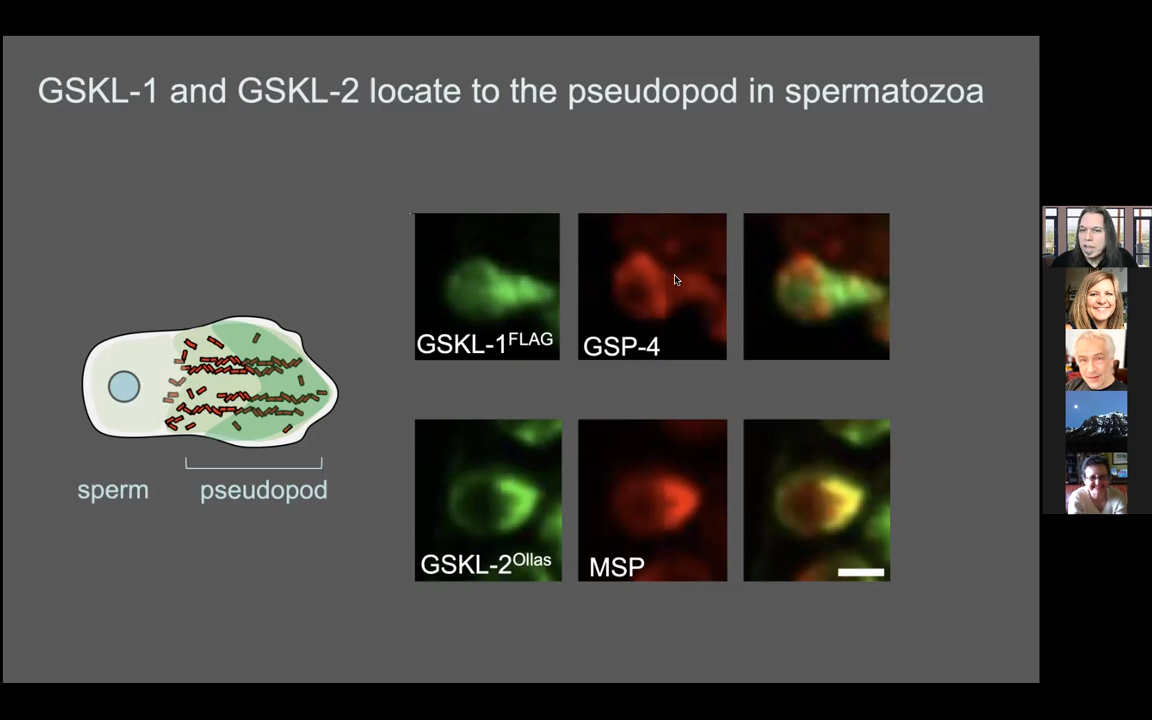 GSKL-1 and GSKL-2 locate to the pseudopod in spermatozoa
GSKL-1FLAG
GSP-4
sperm
pseudopod
GSKL-2Ollas
MSP